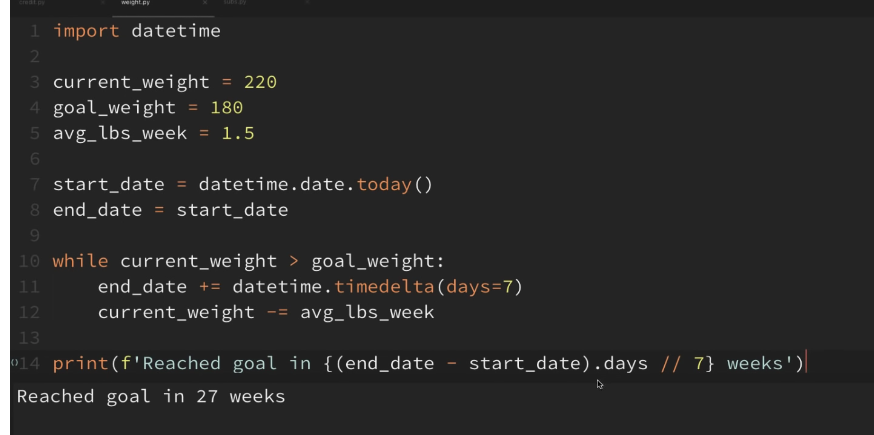 credit.py weight.py
1 import datetime
2
3 current_weight = 220
4 goal_weight = 180
5 avg_lbs_week = 1.5
6
7 start_date = datetime.date.today()
8 end_date = start_date
9
10 while current_weight > goal_weight:
11     end_date += datetime.timedelta(days=7)
12     current_weight -= avg_lbs_week
13
14 print(f'Reached goal in {(end_date - start_date).days // 7} weeks')
Reached goal in 27 weeks